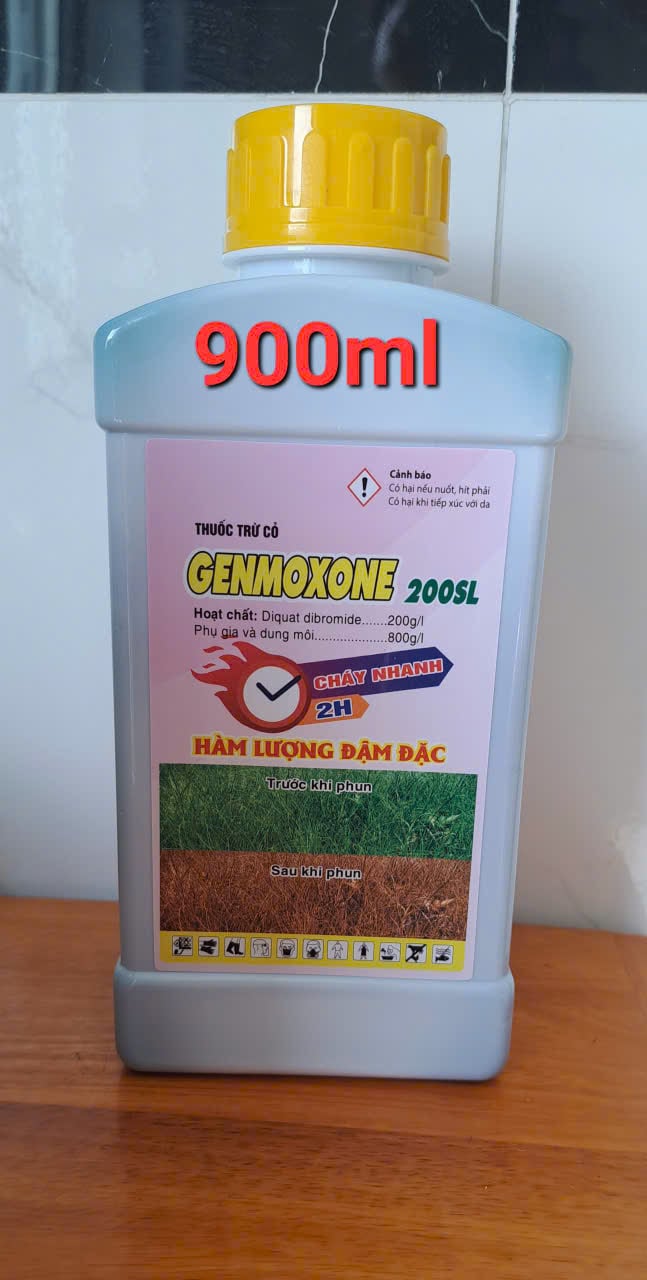 900ml
Cảnh báo
Có hại nếu nuốt, hít phải
Có hại khi tiếp xúc với da
THUỐC TRỪ CỎ
GENMOXONE 200SL
Hoạt chất: Diquat dibromide.......200g/l
Phụ gia và dung môi...................800g/l
CHÁY NHANH
2H
HÀM LƯỢNG ĐẬM ĐẶC
Trước khi phun
Sau khi phun